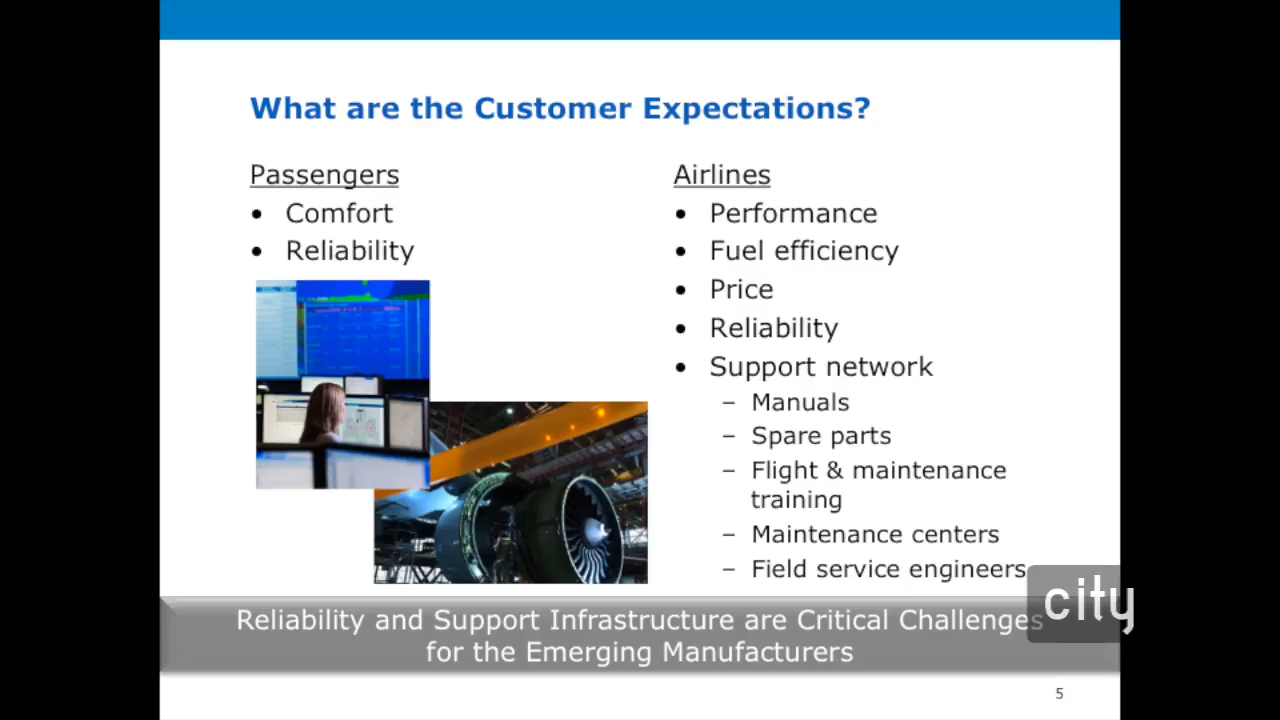 What are the Customer Expectations?
Passengers
• Comfort
• Reliability
Airlines
• Performance
• Fuel efficiency
• Price
• Reliability
• Support network
– Manuals
– Spare parts
– Flight & maintenance
training
– Maintenance centers
– Field service engineers
city
Reliability and Support Infrastructure are Critical Challenges
for the Emerging Manufacturers
5